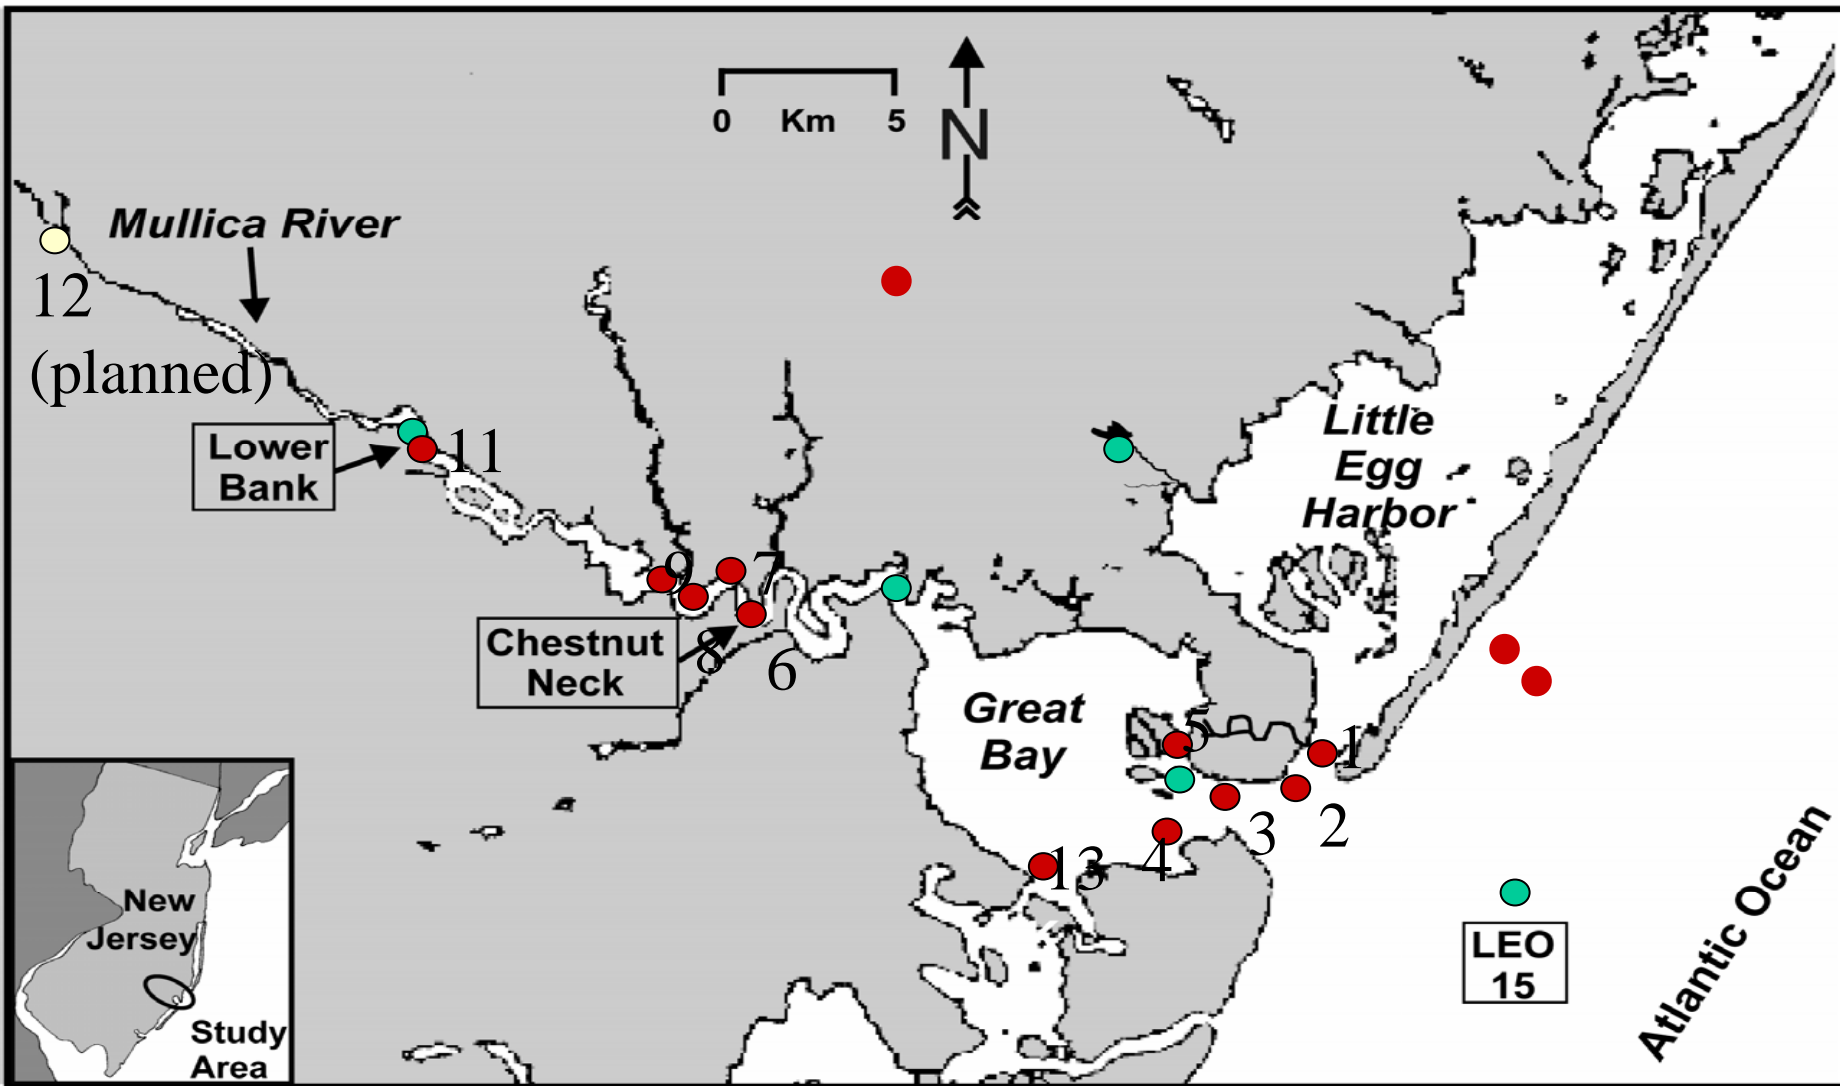 0 Km 5
N
Mullica River
12
(planned)
Lower
Bank
11
Little
Egg
Harbor
9
7
Chestnut
Neck
8
6
Great
Bay
5
1
2
3
4
13
LEO
15
Atlantic Ocean
New
Jersey
Study
Area